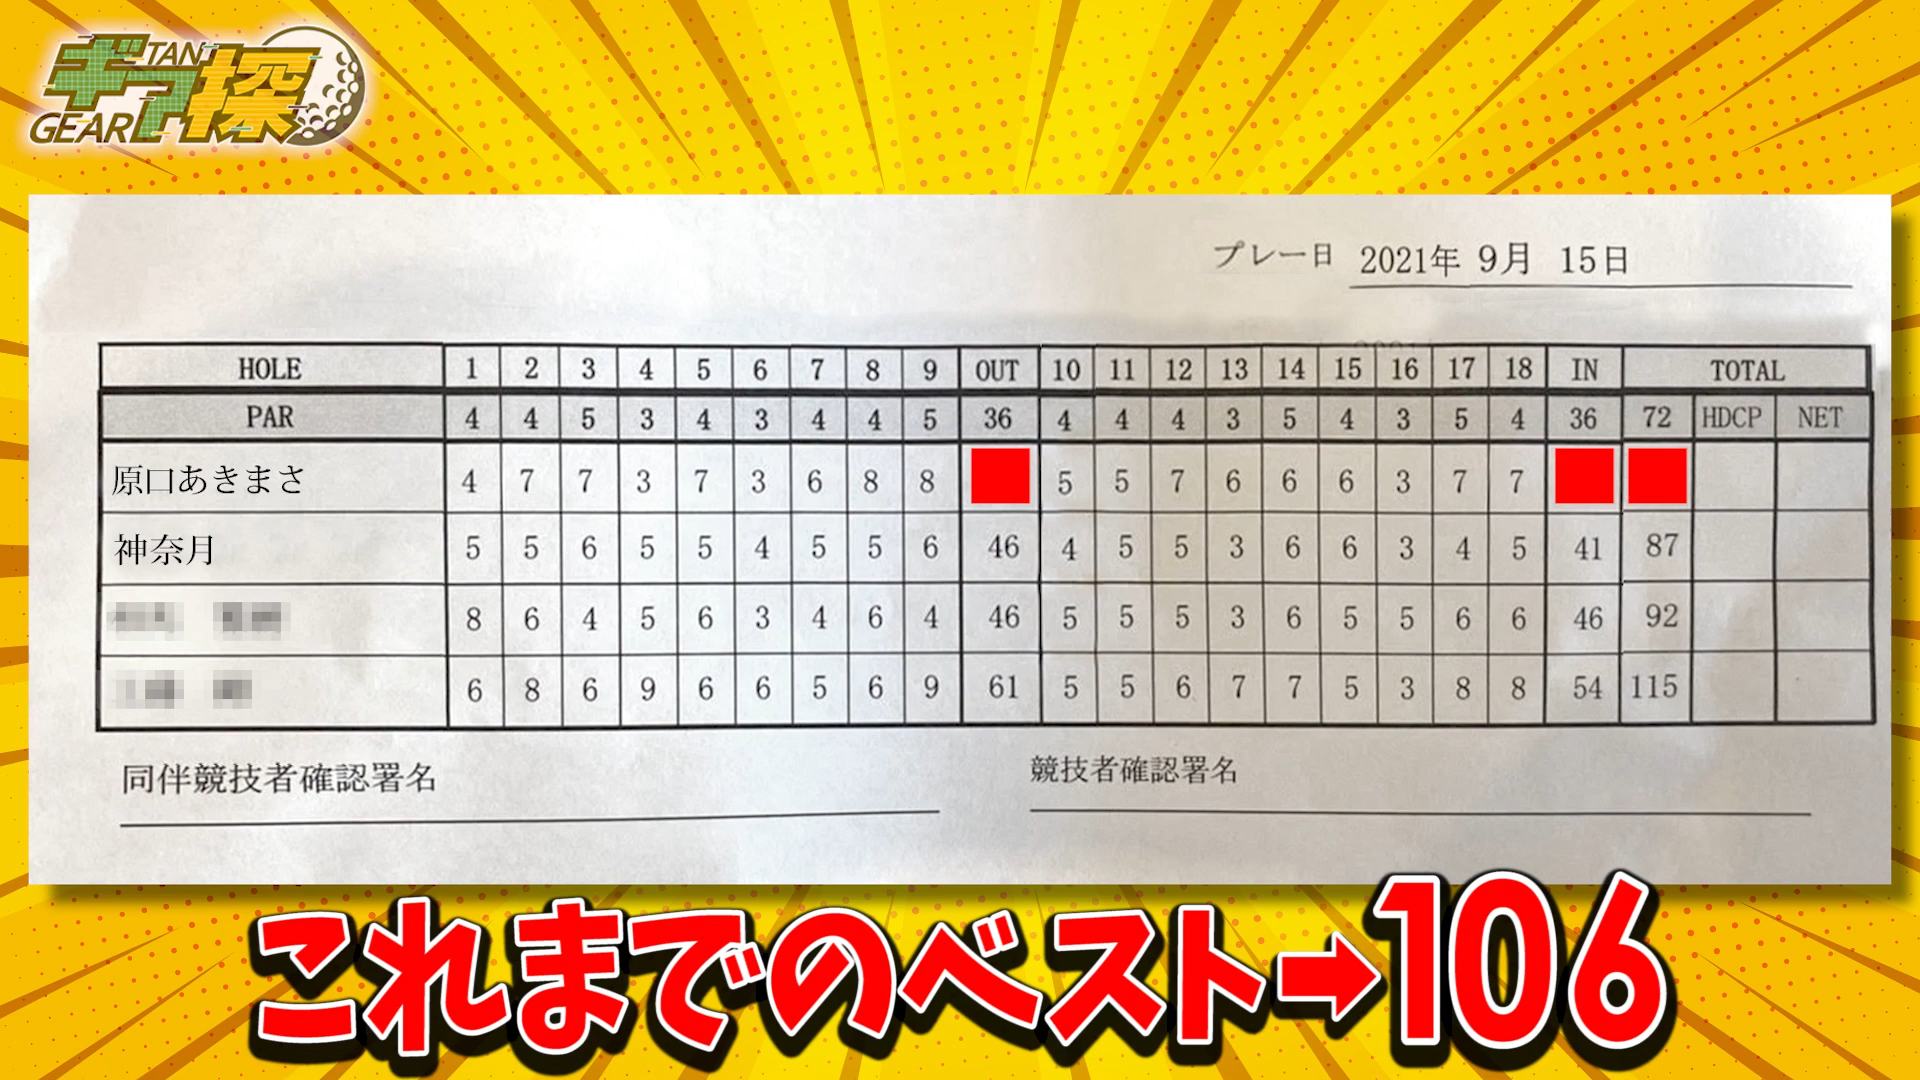 ギア探
TAN
GEAR
プレー日 2021年 9月 15日
HOLE 1 2 3 4 5 6 7 8 9 OUT 10 11 12 13 14 15 16 17 18 IN TOTAL
PAR 4 4 5 3 4 3 4 4 5 36 4 4 4 3 5 4 3 5 4 36 72 HDCP NET
原口あきまさ 4 7 7 3 7 3 6 8 8 5 5 7 6 6 6 3 7 7
神奈月 5 5 6 5 5 4 5 5 6 46 4 5 5 3 6 6 3 4 5 41 87
8 6 4 5 6 3 4 6 4 46 5 5 5 3 6 5 5 6 6 46 92
6 8 6 9 6 6 5 6 9 61 5 5 6 7 7 5 3 8 8 54 115
同伴競技者確認署名 競技者確認署名
これまでのベスト→106